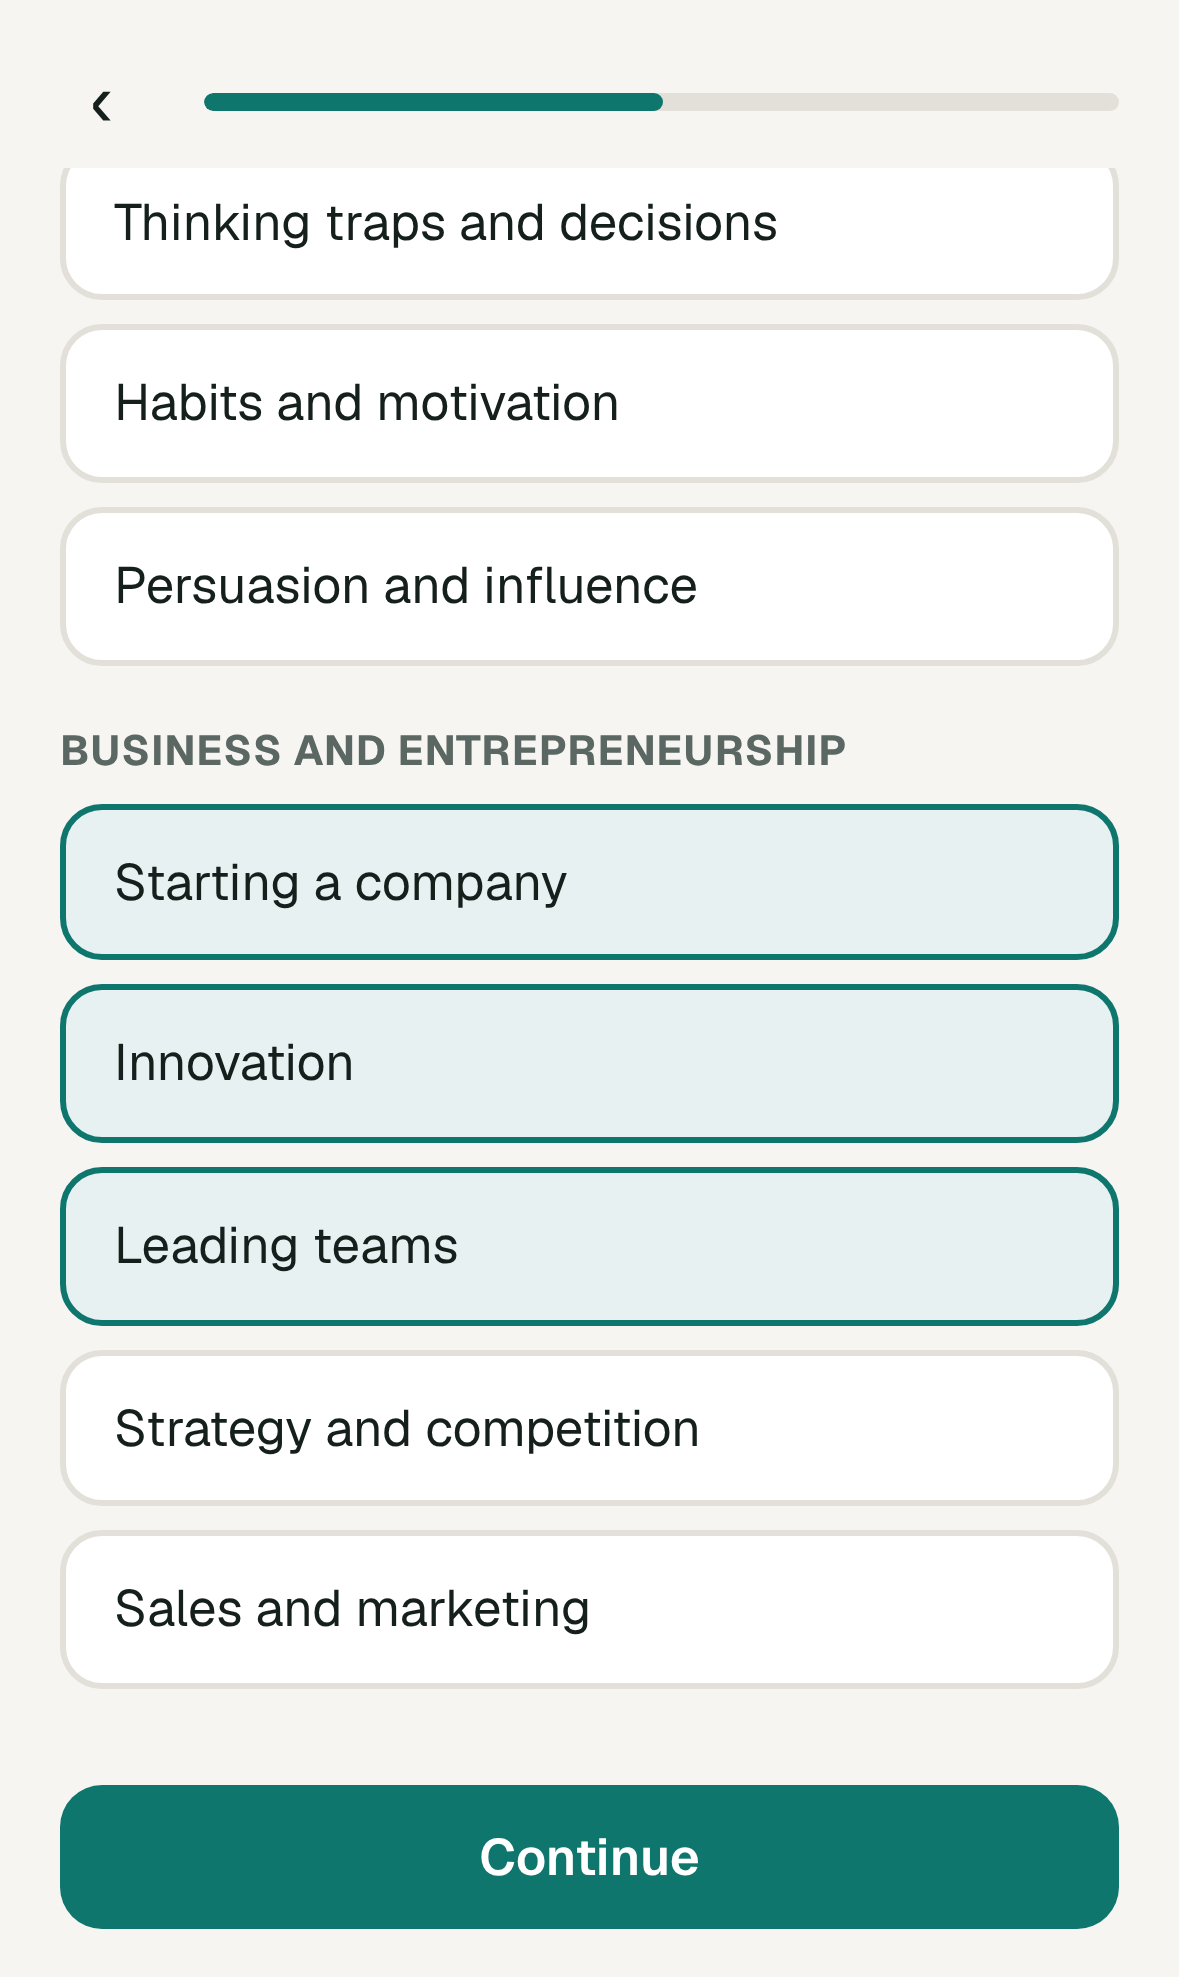 Thinking traps and decisions
Habits and motivation
Persuasion and influence
BUSINESS AND ENTREPRENEURSHIP
Starting a company
Innovation
Leading teams
Strategy and competition
Sales and marketing
Continue